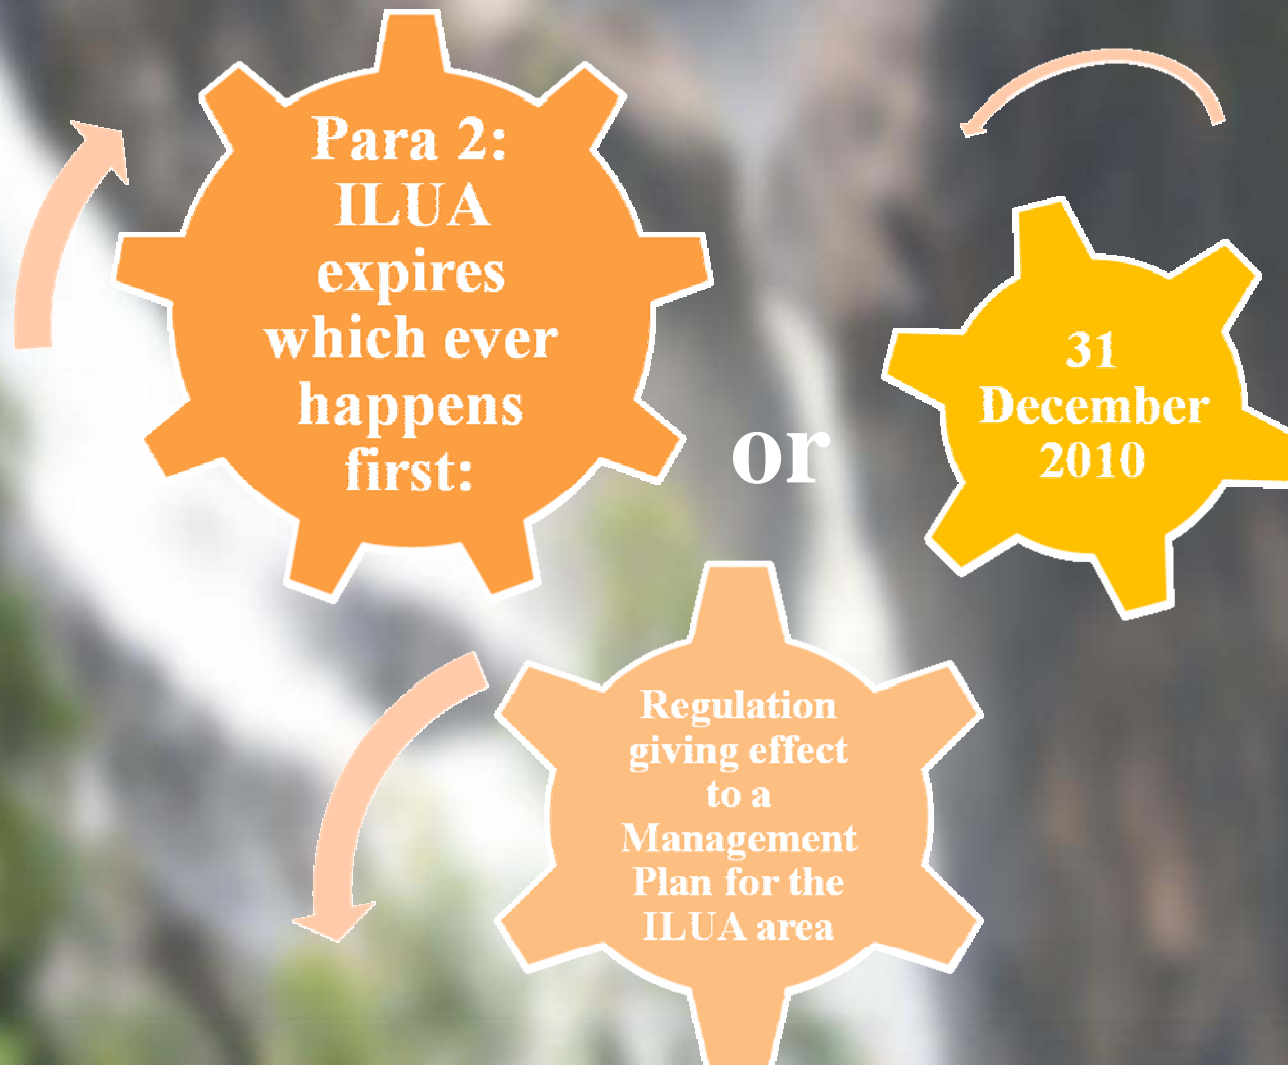 Para 2:
ILUA
expires
which ever
happens
first:
or
31
December
2010
Regulation
giving effect
to a
Management
Plan for the
ILUA area